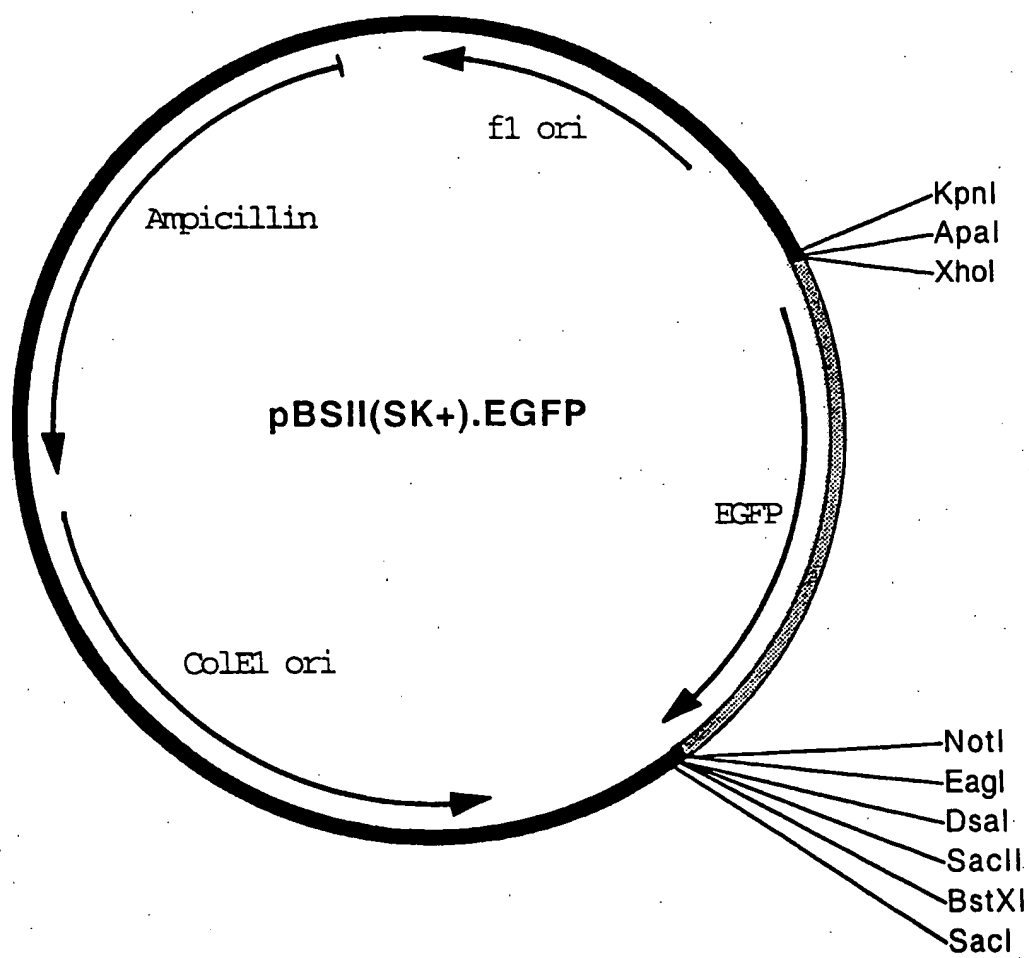 f1 ori
KpnI
ApaI
XhoI
Ampicillin
pBSII(SK+).EGFP
EGFP
ColE1 ori
NotI
EagI
DsaI
SacII
BstXI
SacI